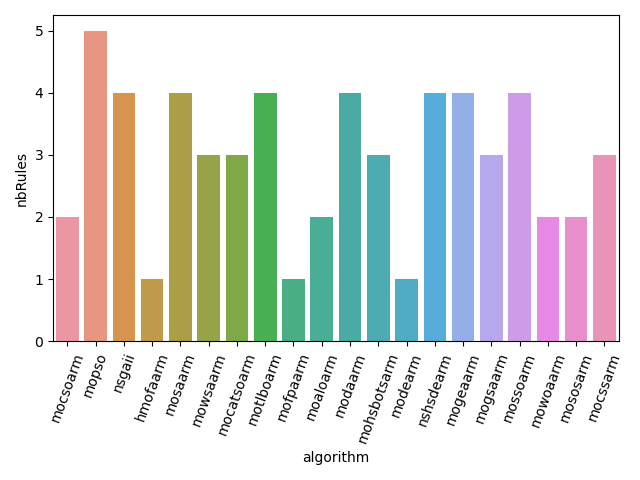 nbRules
5
4
3
2
1
0
mocsoarm
mopso
nsgaii
hmofaarm
mosaarm
mowsaarm
mocatsoarm
motlboarm
mofpaarm
moaloarm
modaarm
mohsbotsarm
modearm
nshsdearm
mogeaarm
mogsaarm
mossoarm
mowoaarm
mososarm
mocssarm
algorithm